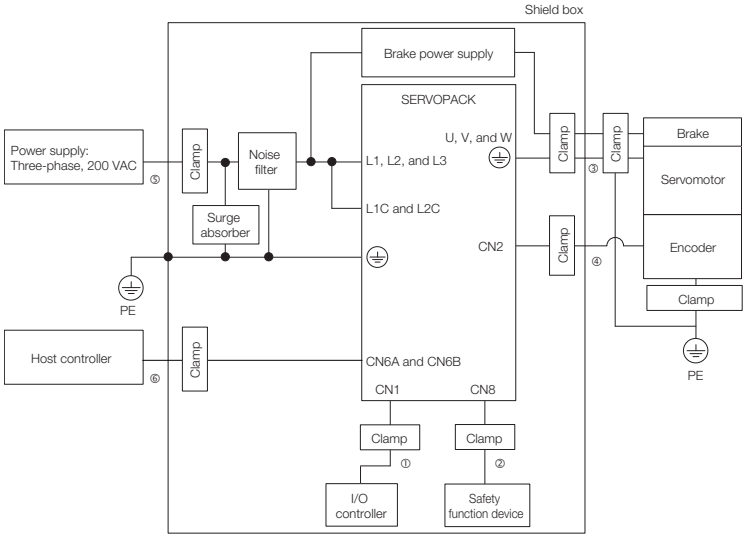 Shield box
Brake power supply
SERVOPACK
Power supply:
Three-phase, 200 VAC
⑤
Clamp
Noise
filter
L1, L2, and L3
U, V, and W
Clamp
③
Clamp
Brake
Servomotor
Surge
absorber
L1C and L2C
CN2
Clamp
④
Encoder
Clamp
PE
PE
Host controller
⑥
Clamp
CN6A and CN6B
CN1
CN8
Clamp
①
Clamp
②
I/O
controller
Safety
function device